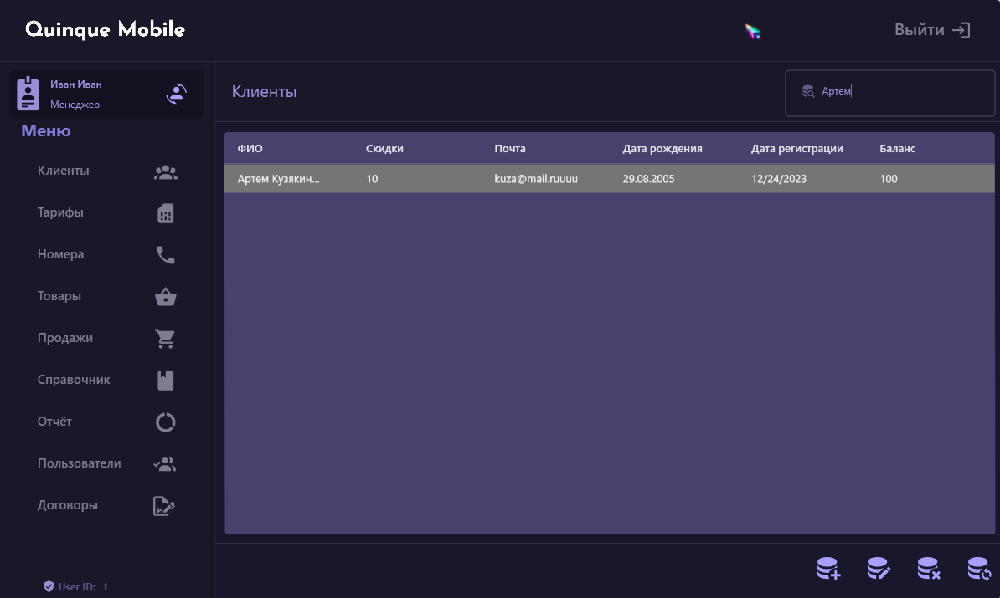 Quinque Mobile
Выйти
Иван Иван
Менеджер
Меню
Клиенты
Тарифы
Номера
Товары
Продажи
Справочник
Отчёт
Пользователи
Договоры
User ID: 1
Клиенты
Артем
ФИО Скидки Почта Дата рождения Дата регистрации Баланс
Артем Кузякин... 10 kuza@mail.ruuuu 29.08.2005 12/24/2023 100